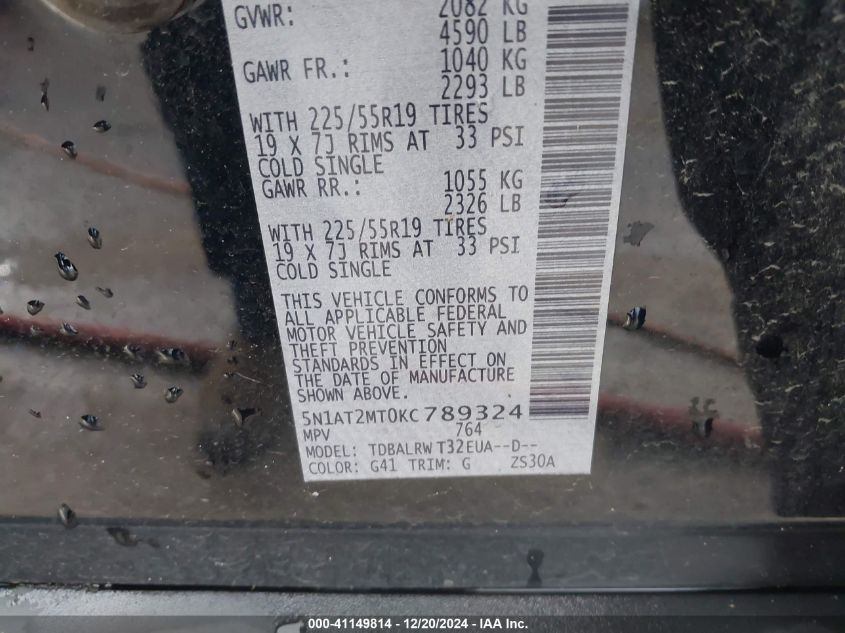 GVWR: 2082 KG
4590 LB
GAWR FR.: 1040 KG
2293 LB
WITH 225/55R19 TIRES
19 X 7J RIMS AT 33 PSI
COLD SINGLE
GAWR RR.: 1055 KG
2326 LB
WITH 225/55R19 TIRES
19 X 7J RIMS AT 33 PSI
COLD SINGLE
THIS VEHICLE CONFORMS TO
ALL APPLICABLE FEDERAL
MOTOR VEHICLE SAFETY AND
THEFT PREVENTION
STANDARDS IN EFFECT ON
THE DATE OF MANUFACTURE
SHOWN ABOVE.
5N1AT2MT0KC789324
MPV 764
MODEL: TDBALRW T32EUA--D--
COLOR: G41 TRIM: G ZS30A
000-41149814 - 12/20/2024 - IAA Inc.